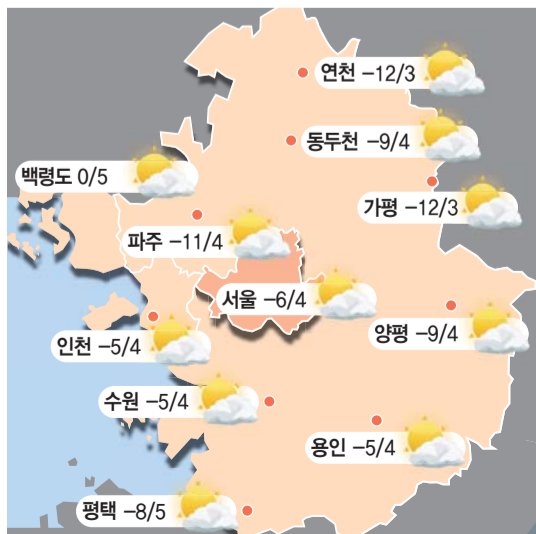 연천 –12/3
동두천 –9/4
백령도 0/5
가평 –12/3
파주 –11/4
서울 –6/4
양평 –9/4
인천 –5/4
수원 –5/4
용인 –5/4
평택 –8/5